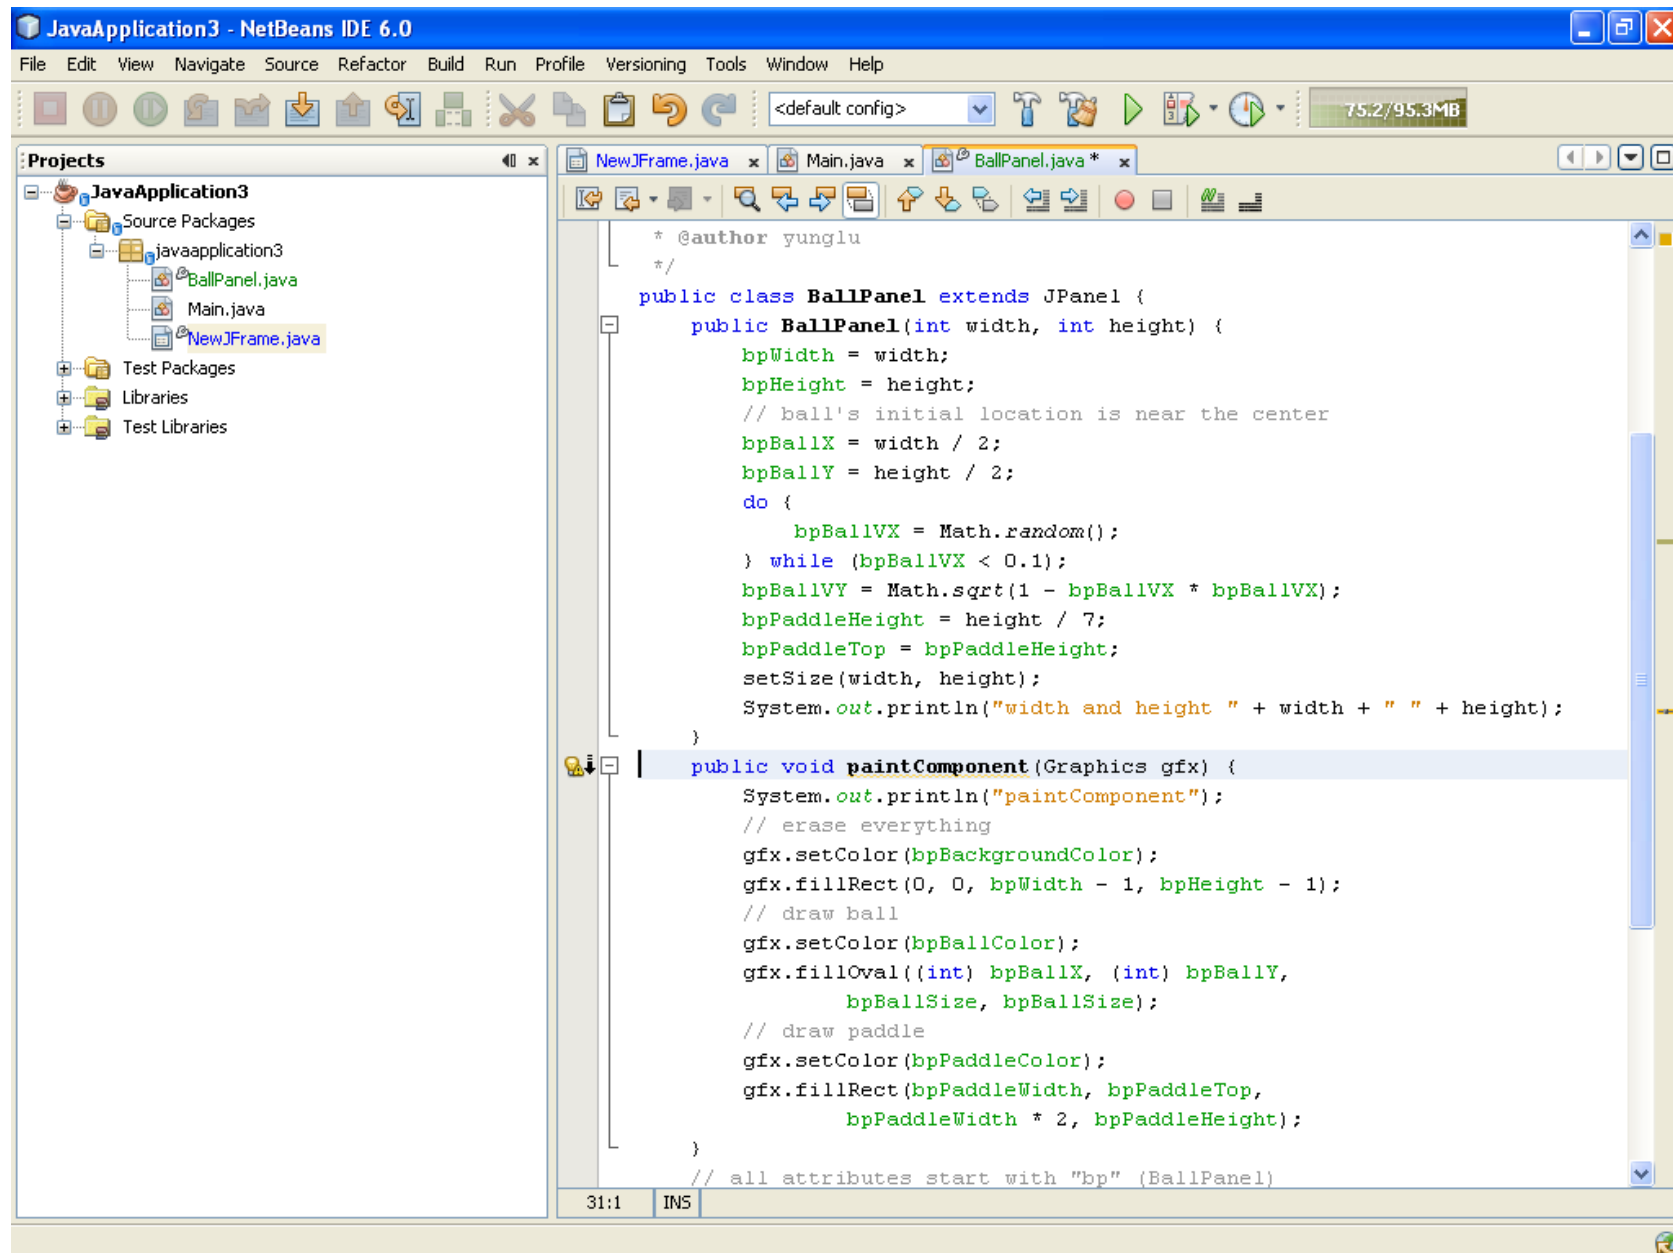 JavaApplication3 - NetBeans IDE 6.0
File Edit View Navigate Source Refactor Build Run Profile Versioning Tools Window Help
<default config>
75.2/95.3MB
Projects
NewJFrame.java
Main.java
BallPanel.java *
JavaApplication3
Source Packages
javaapplication3
BallPanel.java
Main.java
NewJFrame.java
Test Packages
Libraries
Test Libraries
* @author yunglu
*/
public class BallPanel extends JPanel {
public BallPanel(int width, int height) {
bpWidth = width;
bpHeight = height;
// ball's initial location is near the center
bpBallX = width / 2;
bpBallY = height / 2;
do {
bpBallVX = Math.random();
} while (bpBallVX < 0.1);
bpBallVY = Math.sqrt(1 - bpBallVX * bpBallVX);
bpPaddleHeight = height / 7;
bpPaddleTop = bpPaddleHeight;
setSize(width, height);
System.out.println("width and height " + width + " " + height);
}
public void paintComponent(Graphics gfx) {
System.out.println("paintComponent");
// erase everything
gfx.setColor(bpBackgroundColor);
gfx.fillRect(0, 0, bpWidth - 1, bpHeight - 1);
// draw ball
gfx.setColor(bpBallColor);
gfx.fillOval((int) bpBallX, (int) bpBallY,
bpBallSize, bpBallSize);
// draw paddle
gfx.setColor(bpPaddleColor);
gfx.fillRect(bpPaddleWidth, bpPaddleTop,
bpPaddleWidth * 2, bpPaddleHeight);
}
// all attributes start with "bp" (BallPanel)
31:1 INS